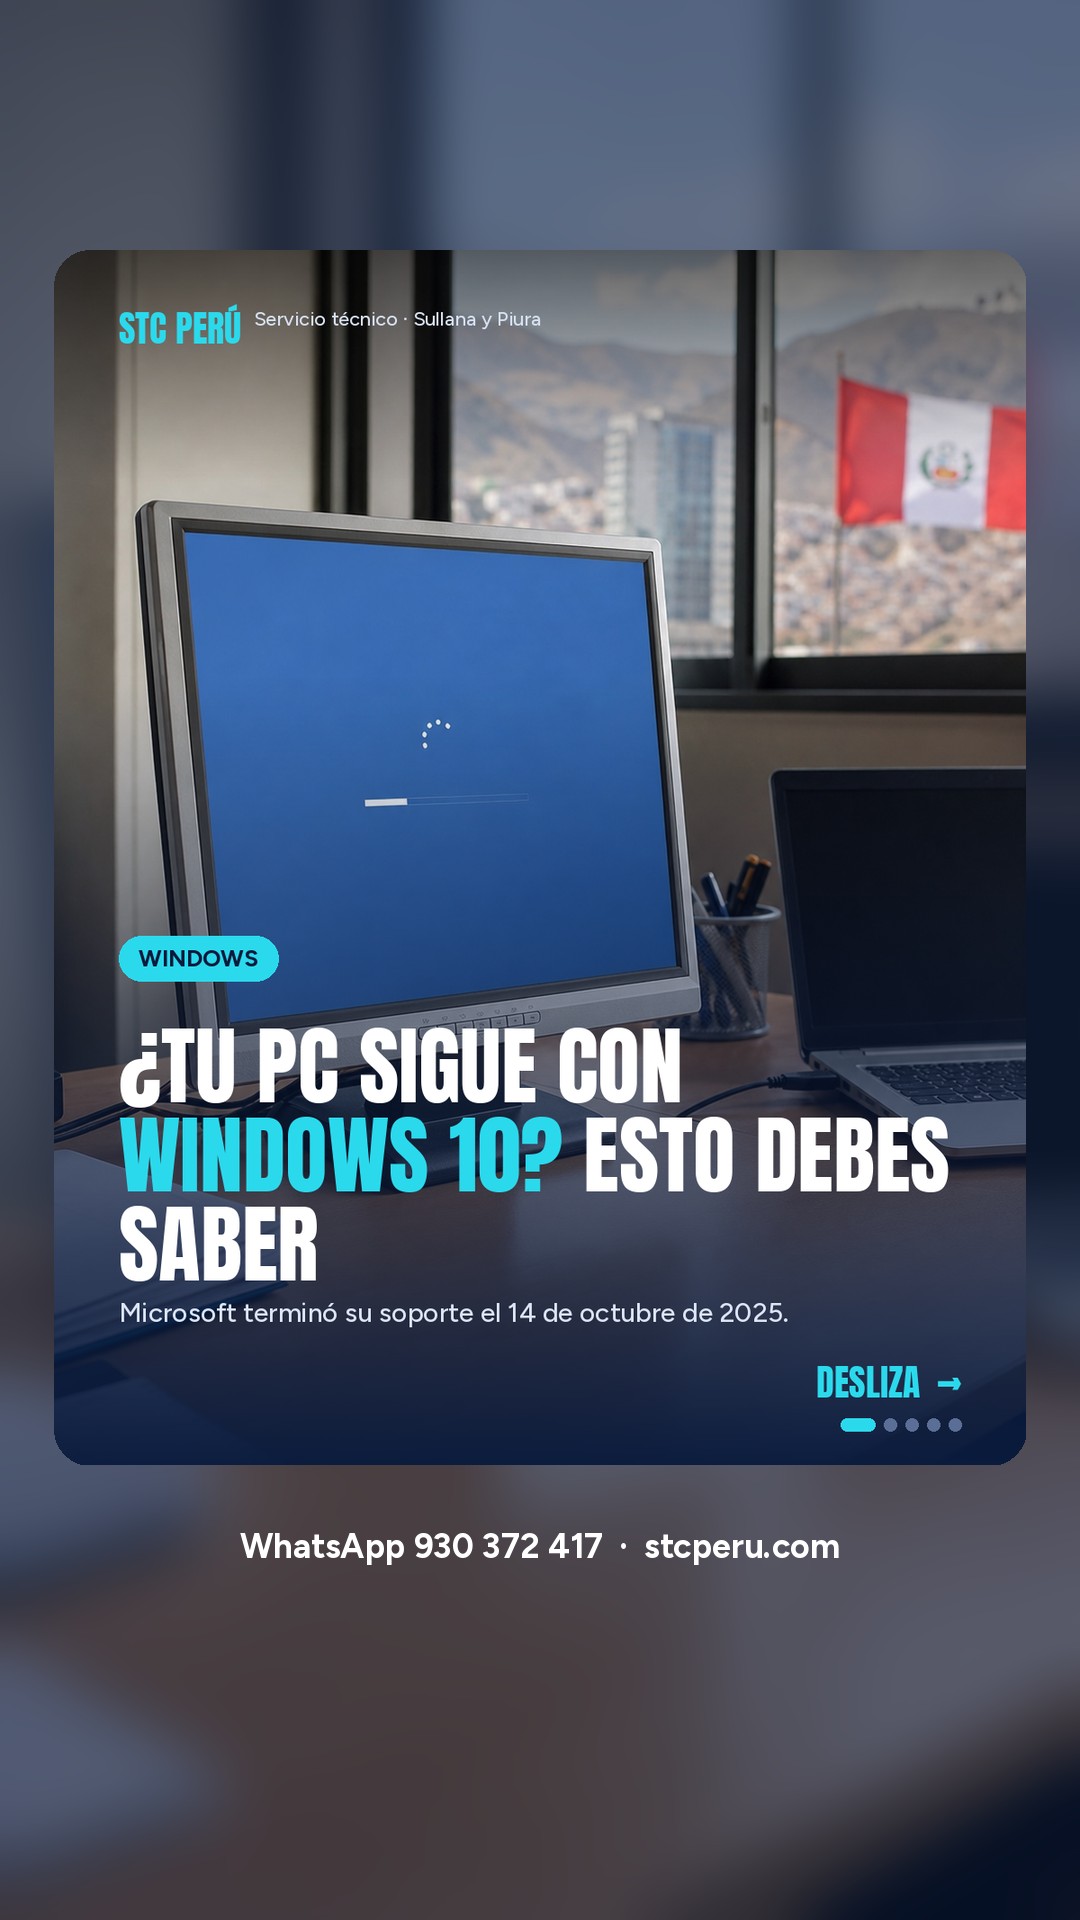 STC PERÚ Servicio técnico · Sullana y Piura
WINDOWS
¿TU PC SIGUE CON
WINDOWS 10? ESTO DEBES
SABER
Microsoft terminó su soporte el 14 de octubre de 2025.
DESLIZA →
WhatsApp 930 372 417 · stcperu.com